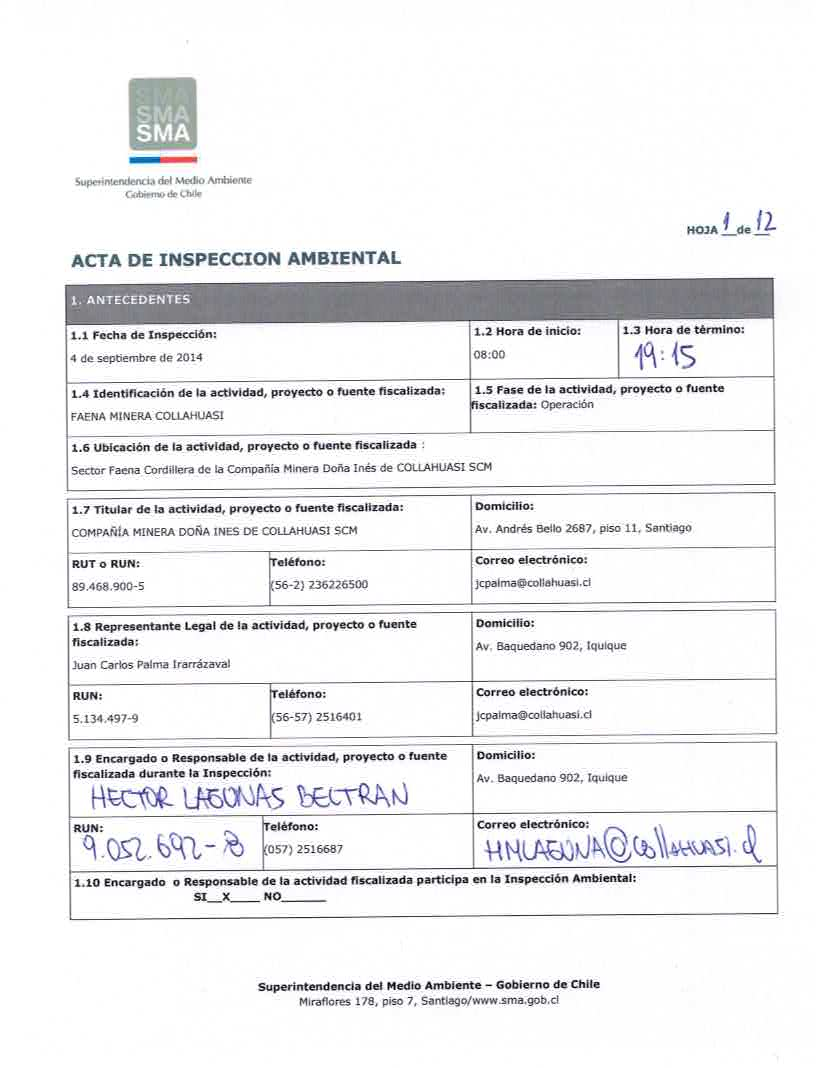 SMA
SMA
SMA
Superintendencia del Medio Ambiente
Gobierno de Chile
HOJA 1 de 12
ACTA DE INSPECCION AMBIENTAL
1. ANTECEDENTES
1.1 Fecha de Inspección:
4 de septiembre de 2014
1.2 Hora de inicio:
08:00
1.3 Hora de término:
19:15
1.4 Identificación de la actividad, proyecto o fuente fiscalizada:
FAENA MINERA COLLAHUASI
1.5 Fase de la actividad, proyecto o fuente
fiscalizada: Operación
1.6 Ubicación de la actividad, proyecto o fuente fiscalizada :
Sector Faena Cordillera de la Compañía Minera Doña Inés de COLLAHUASI SCM
1.7 Titular de la actividad, proyecto o fuente fiscalizada:
COMPAÑÍA MINERA DOÑA INES DE COLLAHUASI SCM
Domicilio:
Av. Andrés Bello 2687, piso 11, Santiago
RUT o RUN:
89.468.900-5
Teléfono:
(56-2) 236226500
Correo electrónico:
jcpalma@collahuasi.cl
1.8 Representante Legal de la actividad, proyecto o fuente
fiscalizada:
Juan Carlos Palma Irarrázaval
Domicilio:
Av. Baquedano 902, Iquique
RUN:
5.134.497-9
Teléfono:
(56-57) 2516401
Correo electrónico:
jcpalma@collahuasi.cl
1.9 Encargado o Responsable de la actividad, proyecto o fuente
fiscalizada durante la Inspección:
HECTOR LAGUNAS BELTRAN
Domicilio:
Av. Baquedano 902, Iquique
RUN:
9.052.692-8
Teléfono:
(057) 2516687
Correo electrónico:
HMLAGUNA@collAHUASI.cl
1.10 Encargado o Responsable de la actividad fiscalizada participa en la Inspección Ambiental:
SI__X____ NO______
Superintendencia del Medio Ambiente – Gobierno de Chile
Miraflores 178, piso 7, Santiago/www.sma.gob.cl